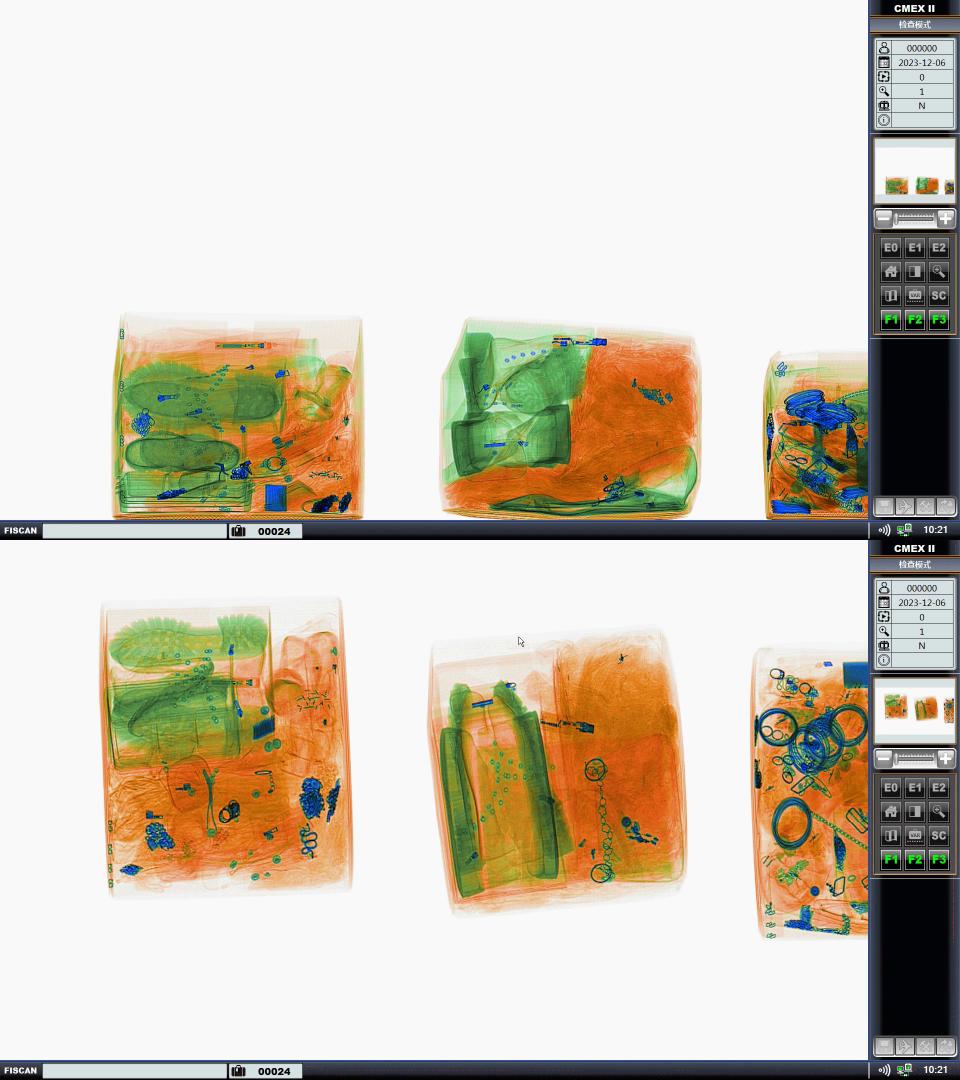 CMEX II
检查模式
000000
2023-12-06
0
1
N
E0 E1 E2
VAR SC
F1 F2 F3
FISCAN 00024 10:21
CMEX II
检查模式
000000
2023-12-06
0
1
N
E0 E1 E2
VAR SC
F1 F2 F3
FISCAN 00024 10:21